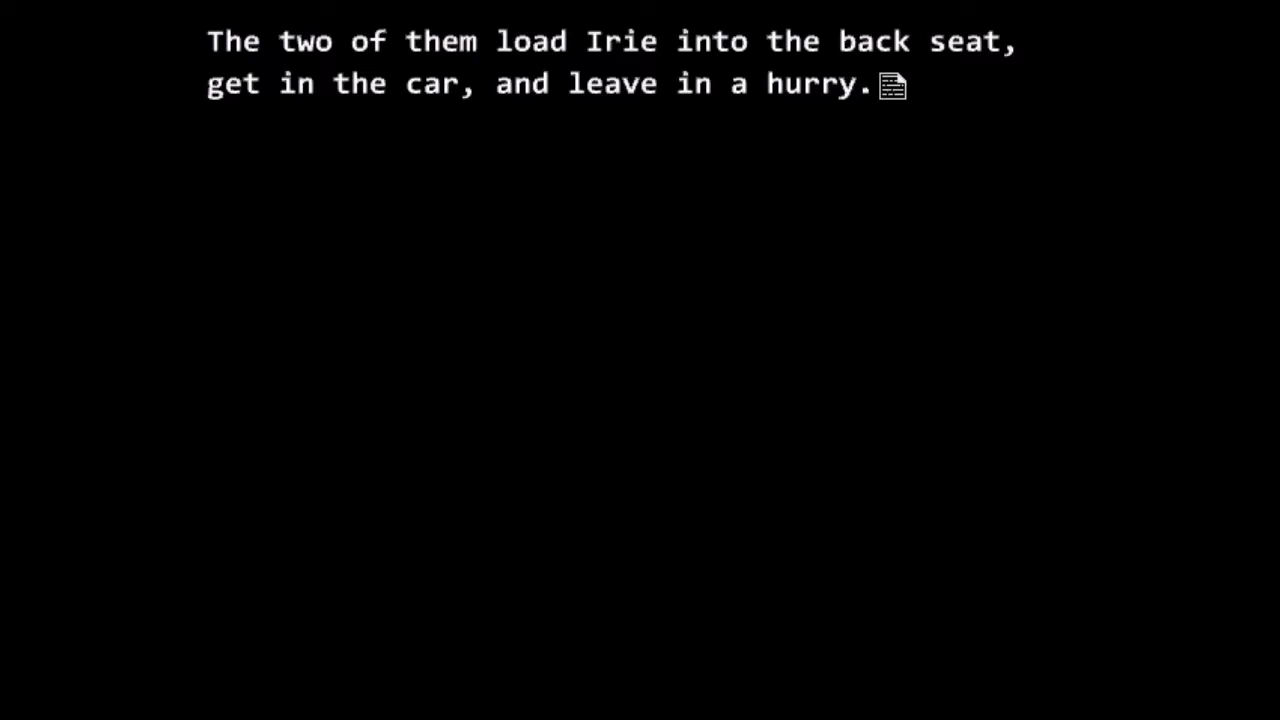 The two of them load Irie into the back seat,
get in the car, and leave in a hurry.